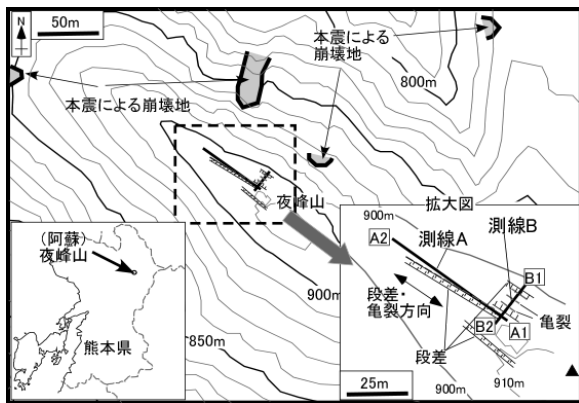 N
50m
本震による
崩壊地
800m
本震による崩壊地
夜峰山
拡大図
900m
850m
(阿蘇)
夜峰山
熊本県
900m
測線B
測線A
A2
B1
段差・
亀裂方向
B2
A1
亀裂
段差
25m
900m
910m